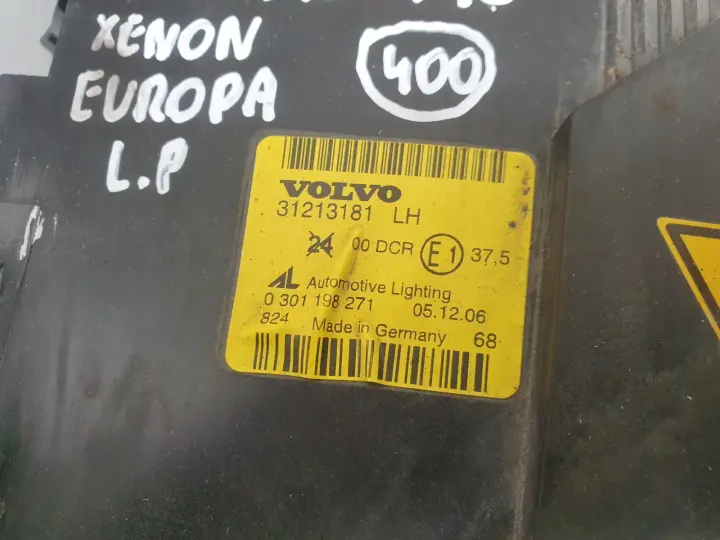 XENON
EUROPA
L.P
400
VOLVO
31213181 LH
24 00 DCR E1 37,5
AL Automotive Lighting
0 301 198 271 05.12.06
824 Made in Germany 68